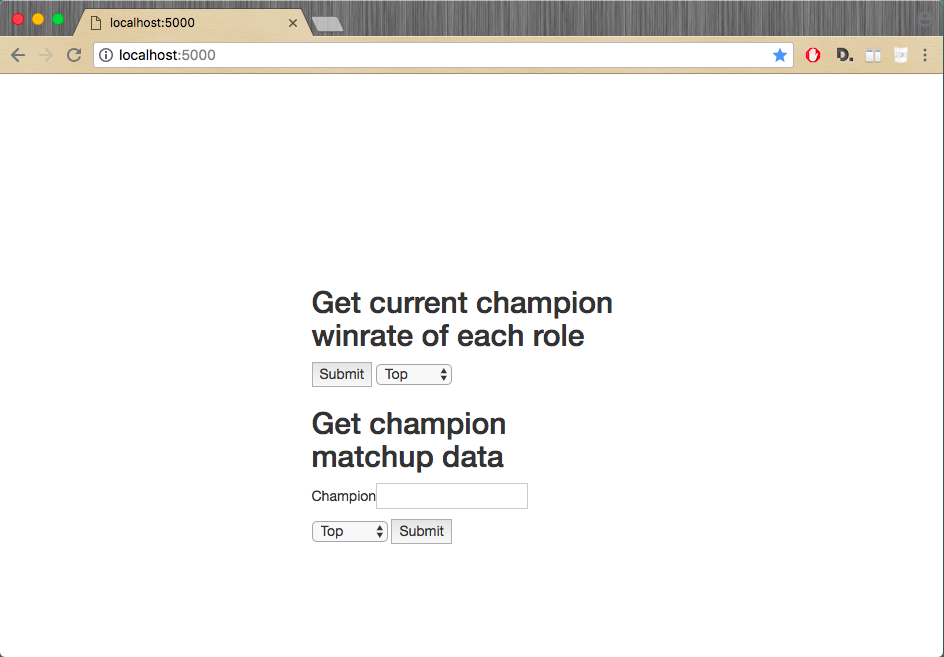 localhost:5000
localhost:5000
D.
Get current champion
winrate of each role
Submit Top
Get champion
matchup data
Champion
Top Submit